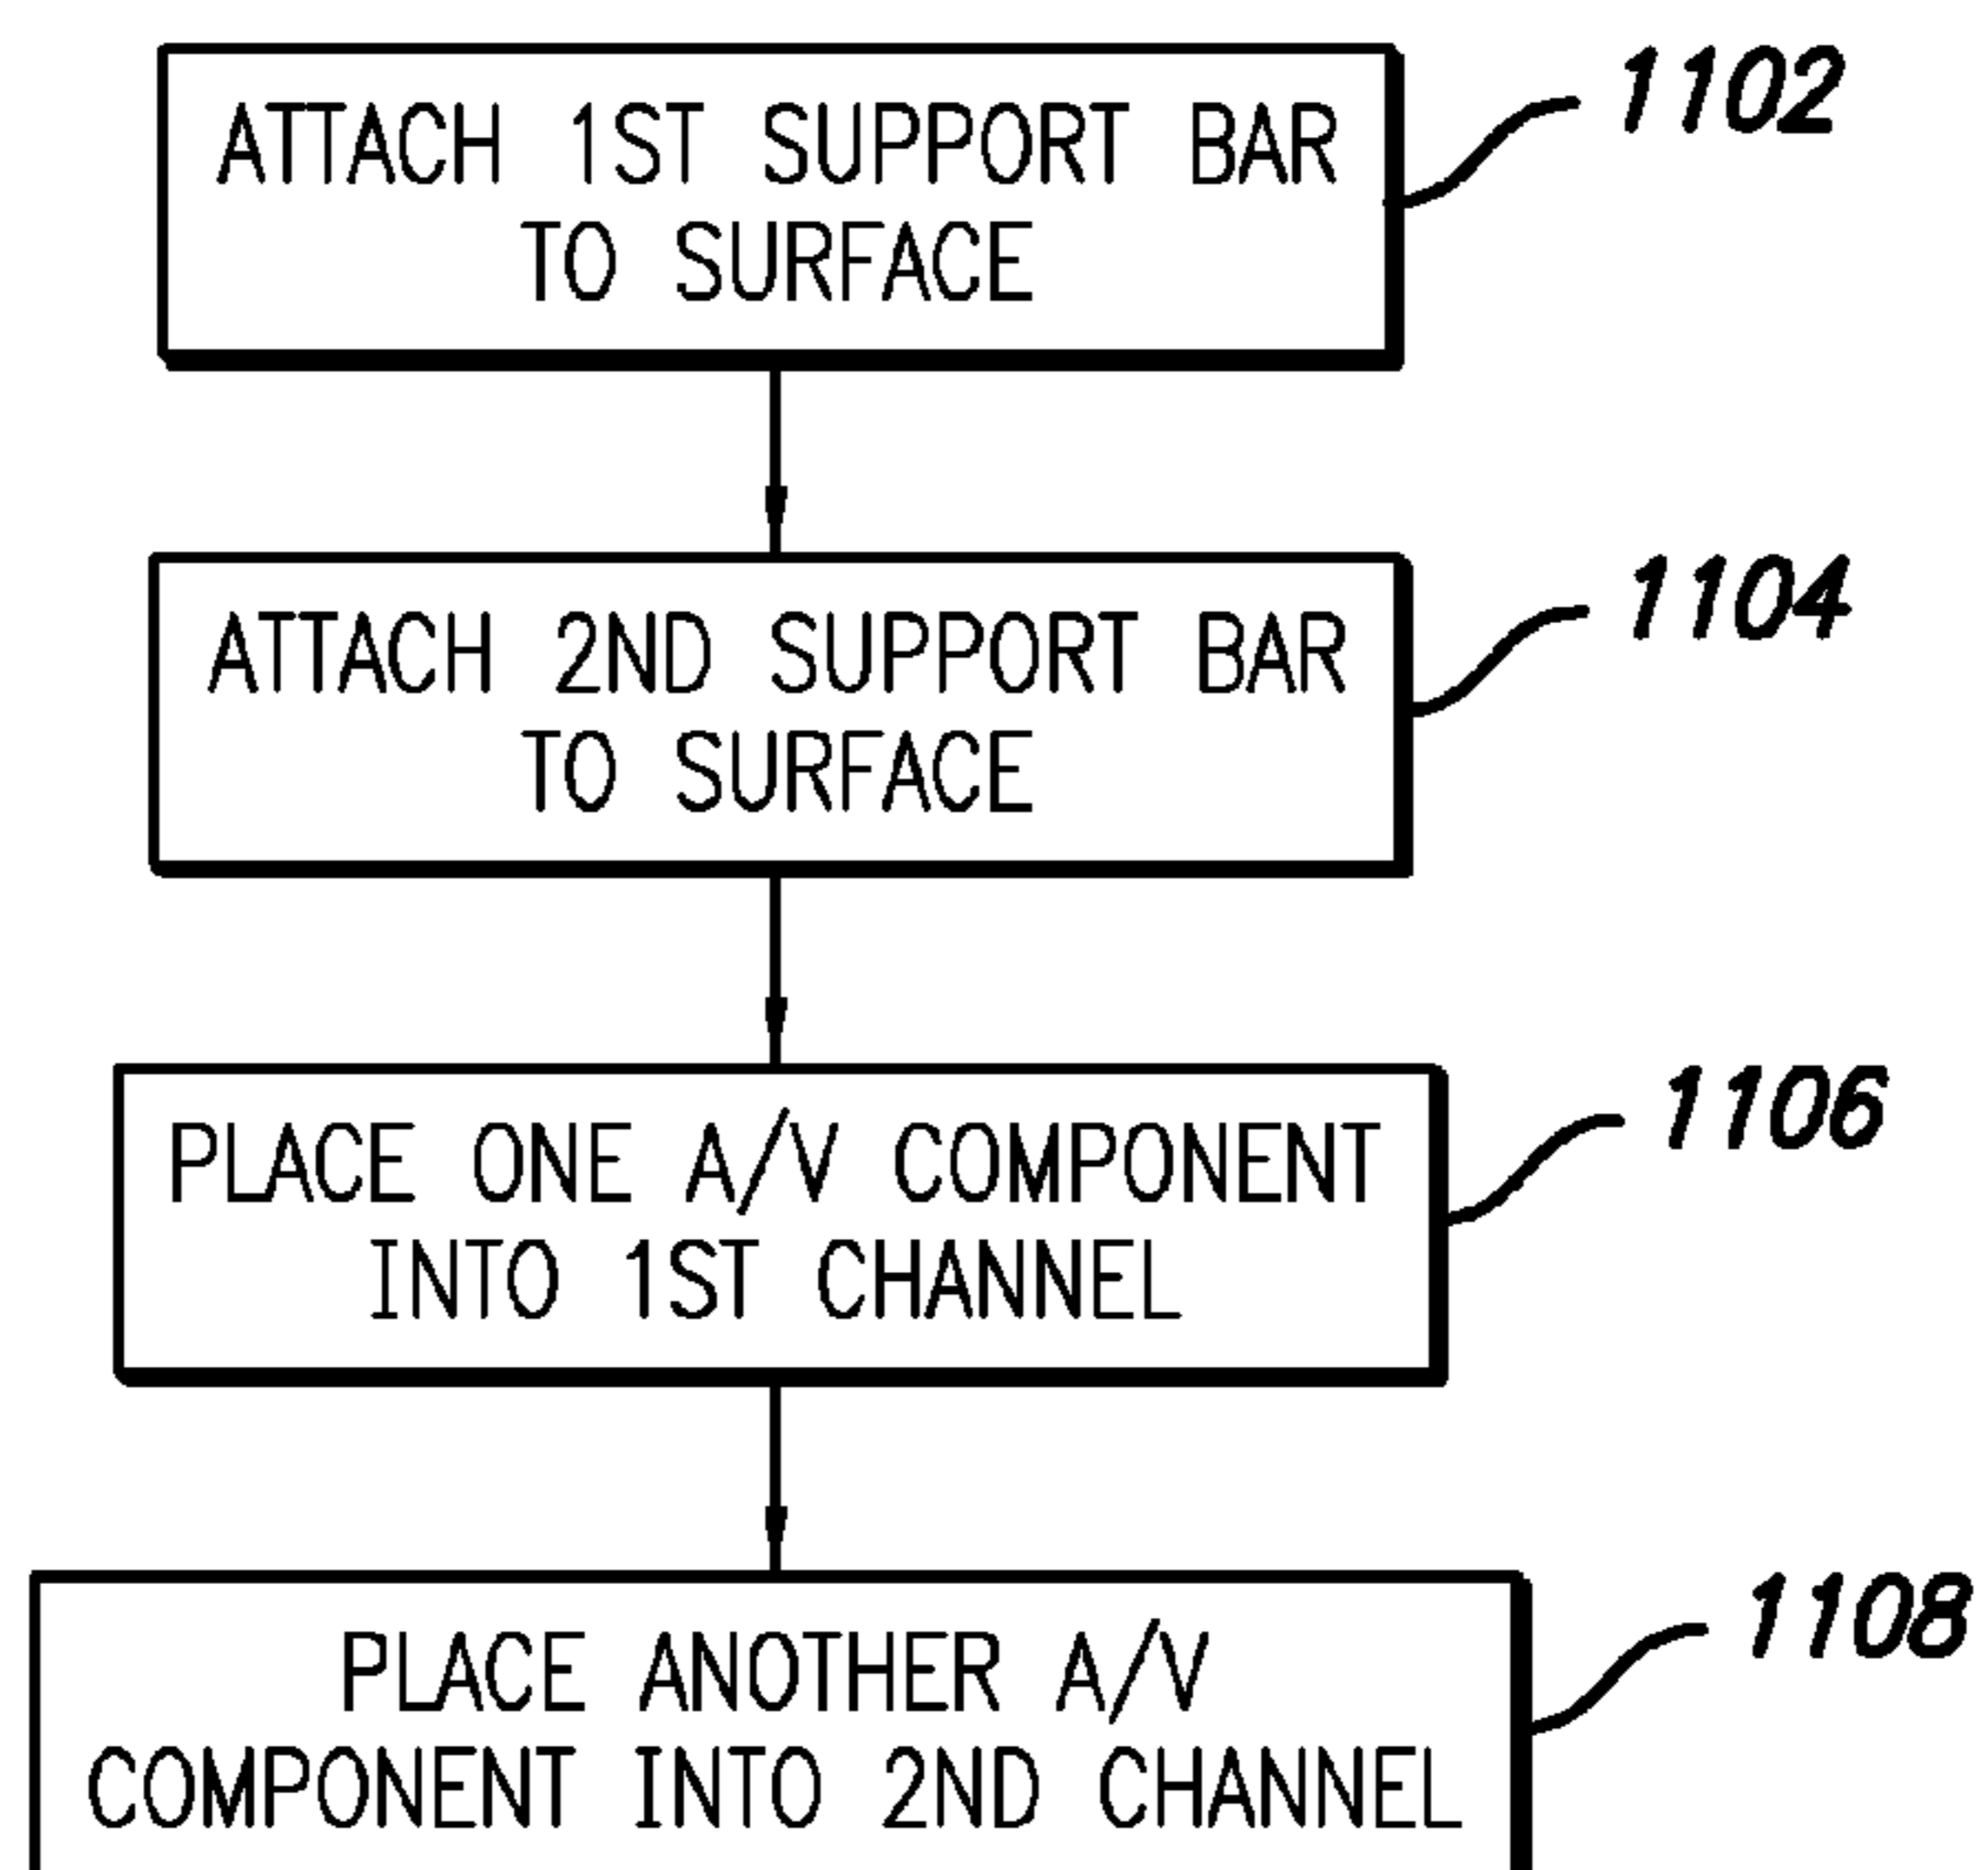 ATTACH 1ST SUPPORT BAR
TO SURFACE
1102
ATTACH 2ND SUPPORT BAR
TO SURFACE
1104
PLACE ONE A/V COMPONENT
INTO 1ST CHANNEL
1106
PLACE ANOTHER A/V
COMPONENT INTO 2ND CHANNEL
1108